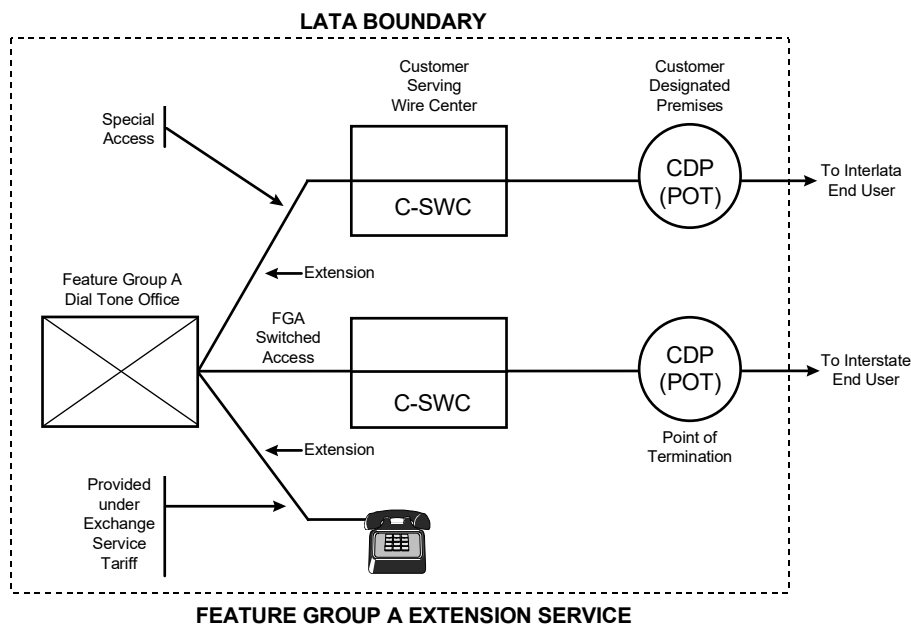 LATA BOUNDARY
Customer
Serving
Wire Center
Customer
Designated
Premises
Special
Access
C-SWC
CDP
(POT)
To Interlata
End User
Extension
Feature Group A
Dial Tone Office
FGA
Switched
Access
C-SWC
CDP
(POT)
To Interstate
End User
Extension
Point of
Termination
Provided
under
Exchange
Service
Tariff
FEATURE GROUP A EXTENSION SERVICE